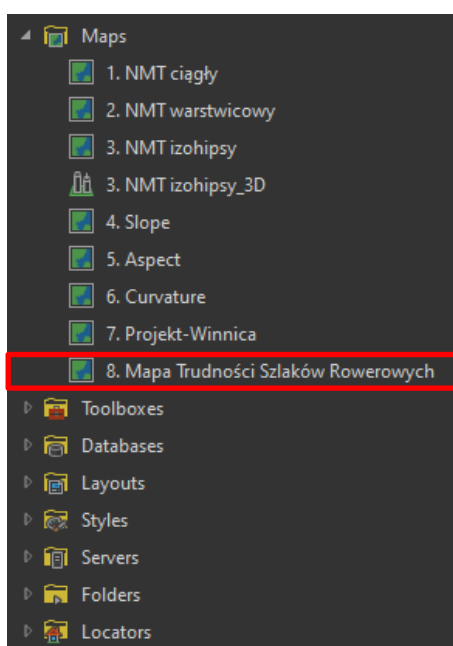 Maps
1. NMT ciągły
2. NMT warstwicowy
3. NMT izohipsy
3. NMT izohipsy_3D
4. Slope
5. Aspect
6. Curvature
7. Projekt-Winnica
8. Mapa Trudności Szlaków Rowerowych
Toolboxes
Databases
Layouts
Styles
Servers
Folders
Locators